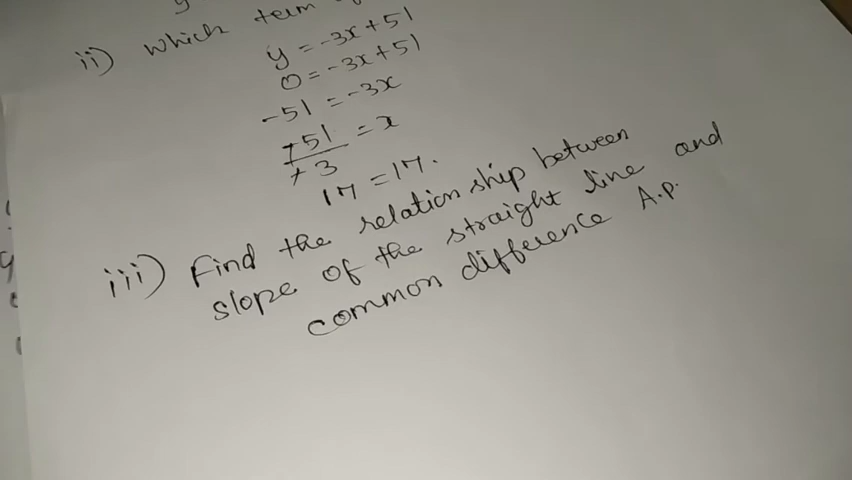 ii) Which term
y = -3x+51
0 = -3x+51
-51 = -3x
+51/+3 = x
17 = 17.
iii) Find the relationship between
slope of the straight line and
common difference A.P.